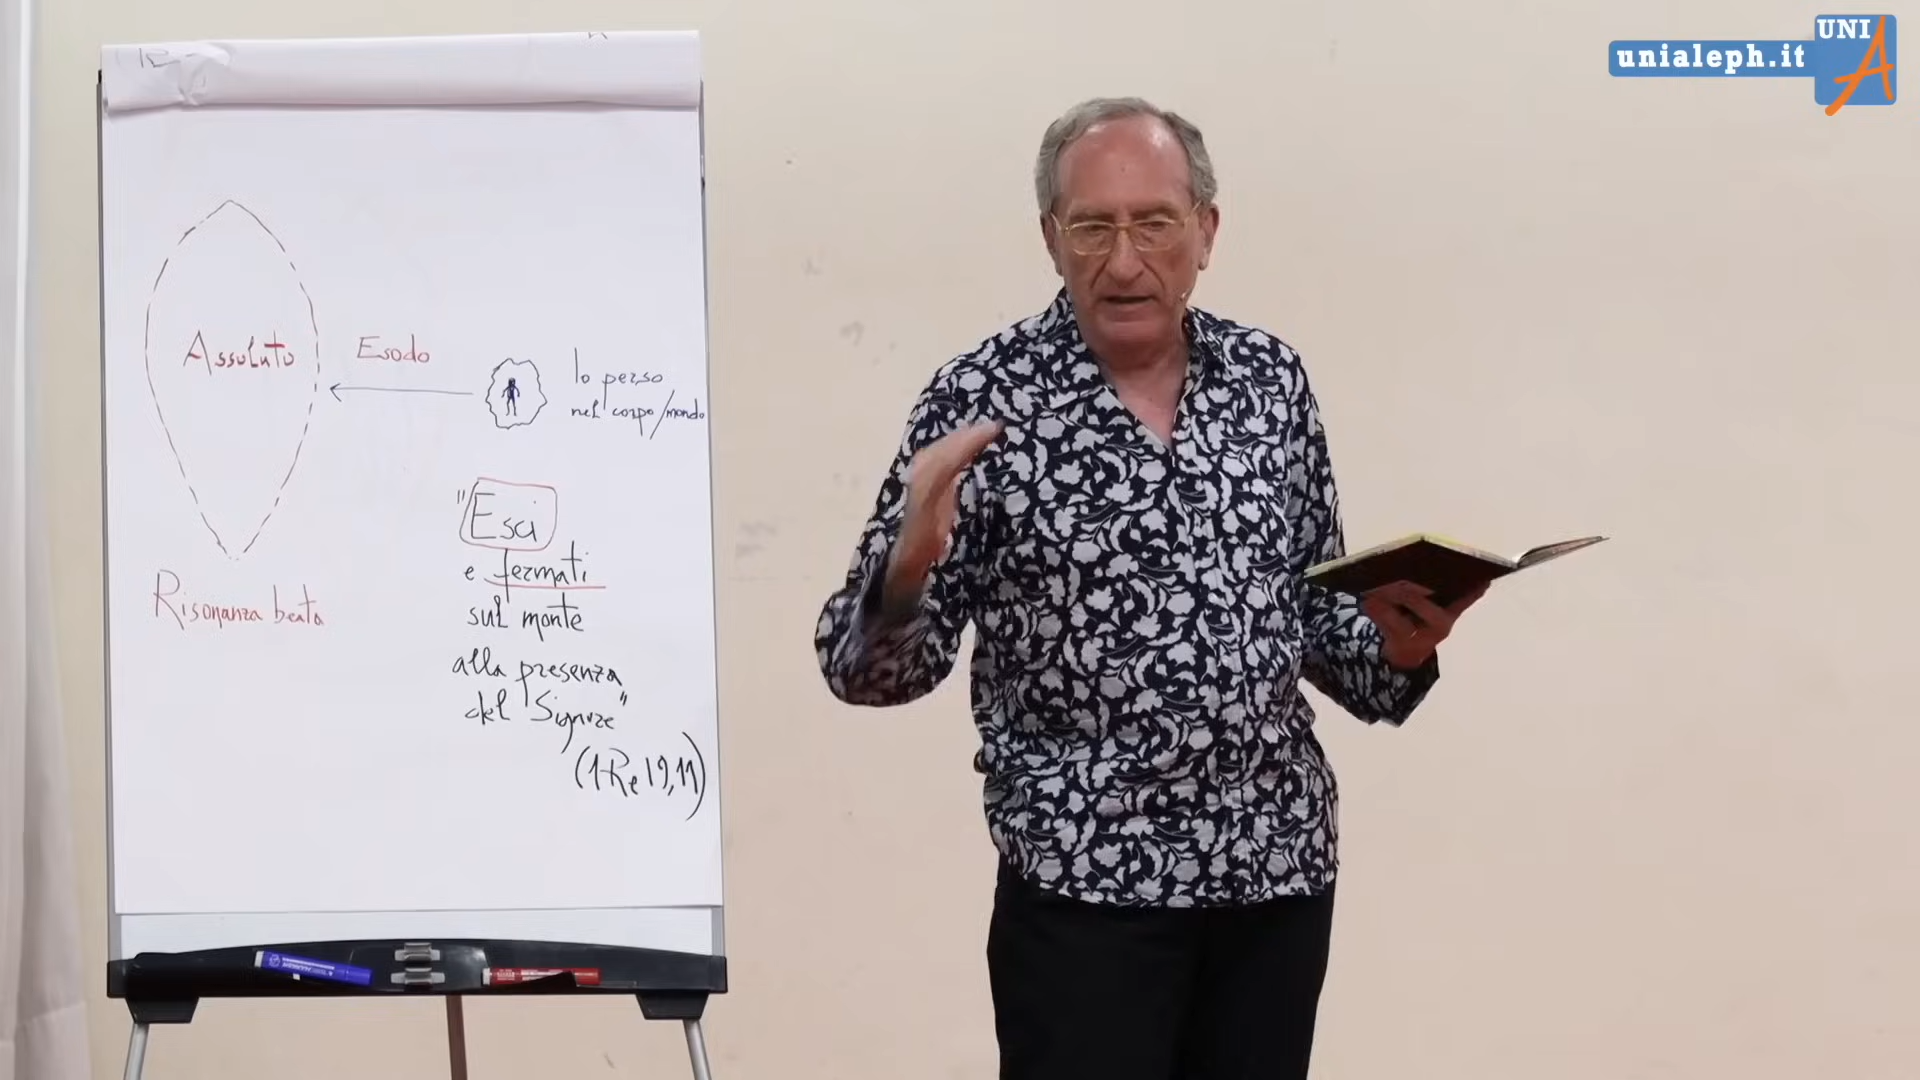 UNI
unialeph.it
A
Assoluto
Esodo
Io perso
nel corpo/mondo
"Esci
e fermati
sul monte
alla presenza
del Signore"
(1Re 19,11)
Risonanza beata